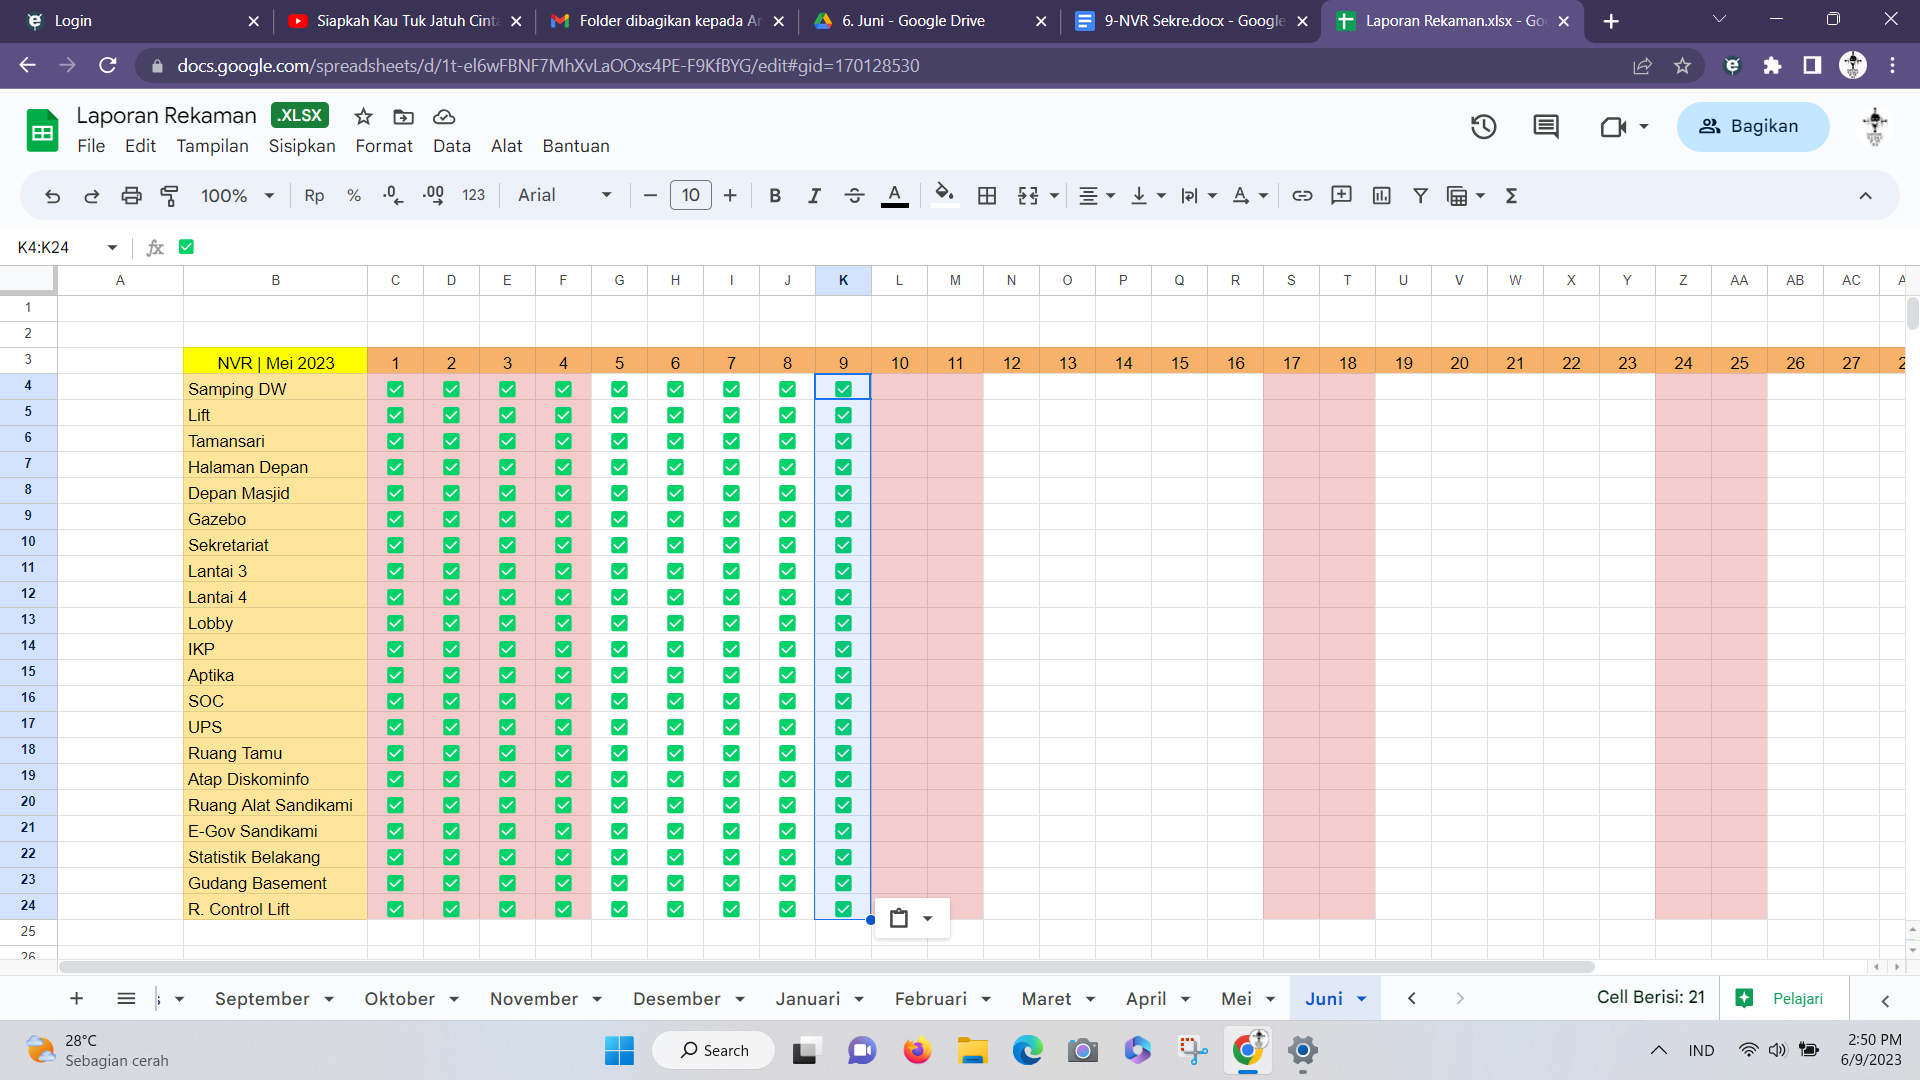 Login
Siapkah Kau Tuk Jatuh Cinta
Folder dibagikan kepada An
6. Juni - Google Drive
9-NVR Sekre.docx - Google
Laporan Rekaman.xlsx - Goo
docs.google.com/spreadsheets/d/1t-el6wFBNF7MhXvLaOOxs4PE-F9KfBYG/edit#gid=170128530
Laporan Rekaman .XLSX
File Edit Tampilan Sisipkan Format Data Alat Bantuan
Bagikan
100% Rp % .0 .00 123 Arial 10 B I A Σ
K4:K24 fx ✅
A B C D E F G H I J K L M N O P Q R S T U V W X Y Z AA AB AC A
1
2
3 NVR | Mei 2023 1 2 3 4 5 6 7 8 9 10 11 12 13 14 15 16 17 18 19 20 21 22 23 24 25 26 27 2
4 Samping DW ✅ ✅ ✅ ✅ ✅ ✅ ✅ ✅ ✅
5 Lift ✅ ✅ ✅ ✅ ✅ ✅ ✅ ✅ ✅
6 Tamansari ✅ ✅ ✅ ✅ ✅ ✅ ✅ ✅ ✅
7 Halaman Depan ✅ ✅ ✅ ✅ ✅ ✅ ✅ ✅ ✅
8 Depan Masjid ✅ ✅ ✅ ✅ ✅ ✅ ✅ ✅ ✅
9 Gazebo ✅ ✅ ✅ ✅ ✅ ✅ ✅ ✅ ✅
10 Sekretariat ✅ ✅ ✅ ✅ ✅ ✅ ✅ ✅ ✅
11 Lantai 3 ✅ ✅ ✅ ✅ ✅ ✅ ✅ ✅ ✅
12 Lantai 4 ✅ ✅ ✅ ✅ ✅ ✅ ✅ ✅ ✅
13 Lobby ✅ ✅ ✅ ✅ ✅ ✅ ✅ ✅ ✅
14 IKP ✅ ✅ ✅ ✅ ✅ ✅ ✅ ✅ ✅
15 Aptika ✅ ✅ ✅ ✅ ✅ ✅ ✅ ✅ ✅
16 SOC ✅ ✅ ✅ ✅ ✅ ✅ ✅ ✅ ✅
17 UPS ✅ ✅ ✅ ✅ ✅ ✅ ✅ ✅ ✅
18 Ruang Tamu ✅ ✅ ✅ ✅ ✅ ✅ ✅ ✅ ✅
19 Atap Diskominfo ✅ ✅ ✅ ✅ ✅ ✅ ✅ ✅ ✅
20 Ruang Alat Sandikami ✅ ✅ ✅ ✅ ✅ ✅ ✅ ✅ ✅
21 E-Gov Sandikami ✅ ✅ ✅ ✅ ✅ ✅ ✅ ✅ ✅
22 Statistik Belakang ✅ ✅ ✅ ✅ ✅ ✅ ✅ ✅ ✅
23 Gudang Basement ✅ ✅ ✅ ✅ ✅ ✅ ✅ ✅ ✅
24 R. Control Lift ✅ ✅ ✅ ✅ ✅ ✅ ✅ ✅ ✅
25
26
September Oktober November Desember Januari Februari Maret April Mei Juni Cell Berisi: 21 Pelajari
28°C
Sebagian cerah
Search
IND
2:50 PM
6/9/2023